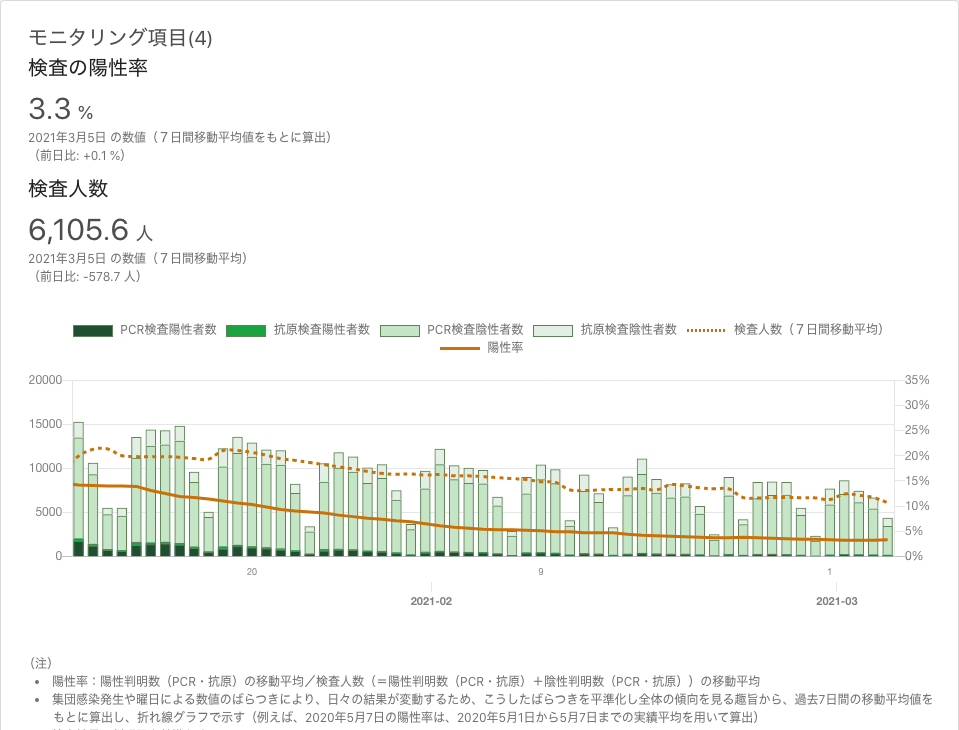 モニタリング項目(4)
検査の陽性率
3.3 %
2021年3月5日 の数値（７日間移動平均値をもとに算出）
（前日比: +0.1 %）
検査人数
6,105.6 人
2021年3月5日 の数値（７日間移動平均）
（前日比: -578.7 人）
PCR検査陽性者数 抗原検査陽性者数 PCR検査陰性者数 抗原検査陰性者数 検査人数（７日間移動平均）
陽性率
20000 35%
30%
15000 25%
20%
10000 15%
5000 10%
5%
0 0%
20 9 1
2021-02 2021-03
（注）
• 陽性率：陽性判明数（PCR・抗原）の移動平均／検査人数（＝陽性判明数（PCR・抗原）＋陰性判明数（PCR・抗原））の移動平均
• 集団感染発生や曜日による数値のばらつきにより、日々の結果が変動するため、こうしたばらつきを平準化し全体の傾向を見る趣旨から、過去7日間の移動平均値を
もとに算出し、折れ線グラフで示す（例えば、2020年5月7日の陽性率は、2020年5月1日から5月7日までの実績平均を用いて算出）